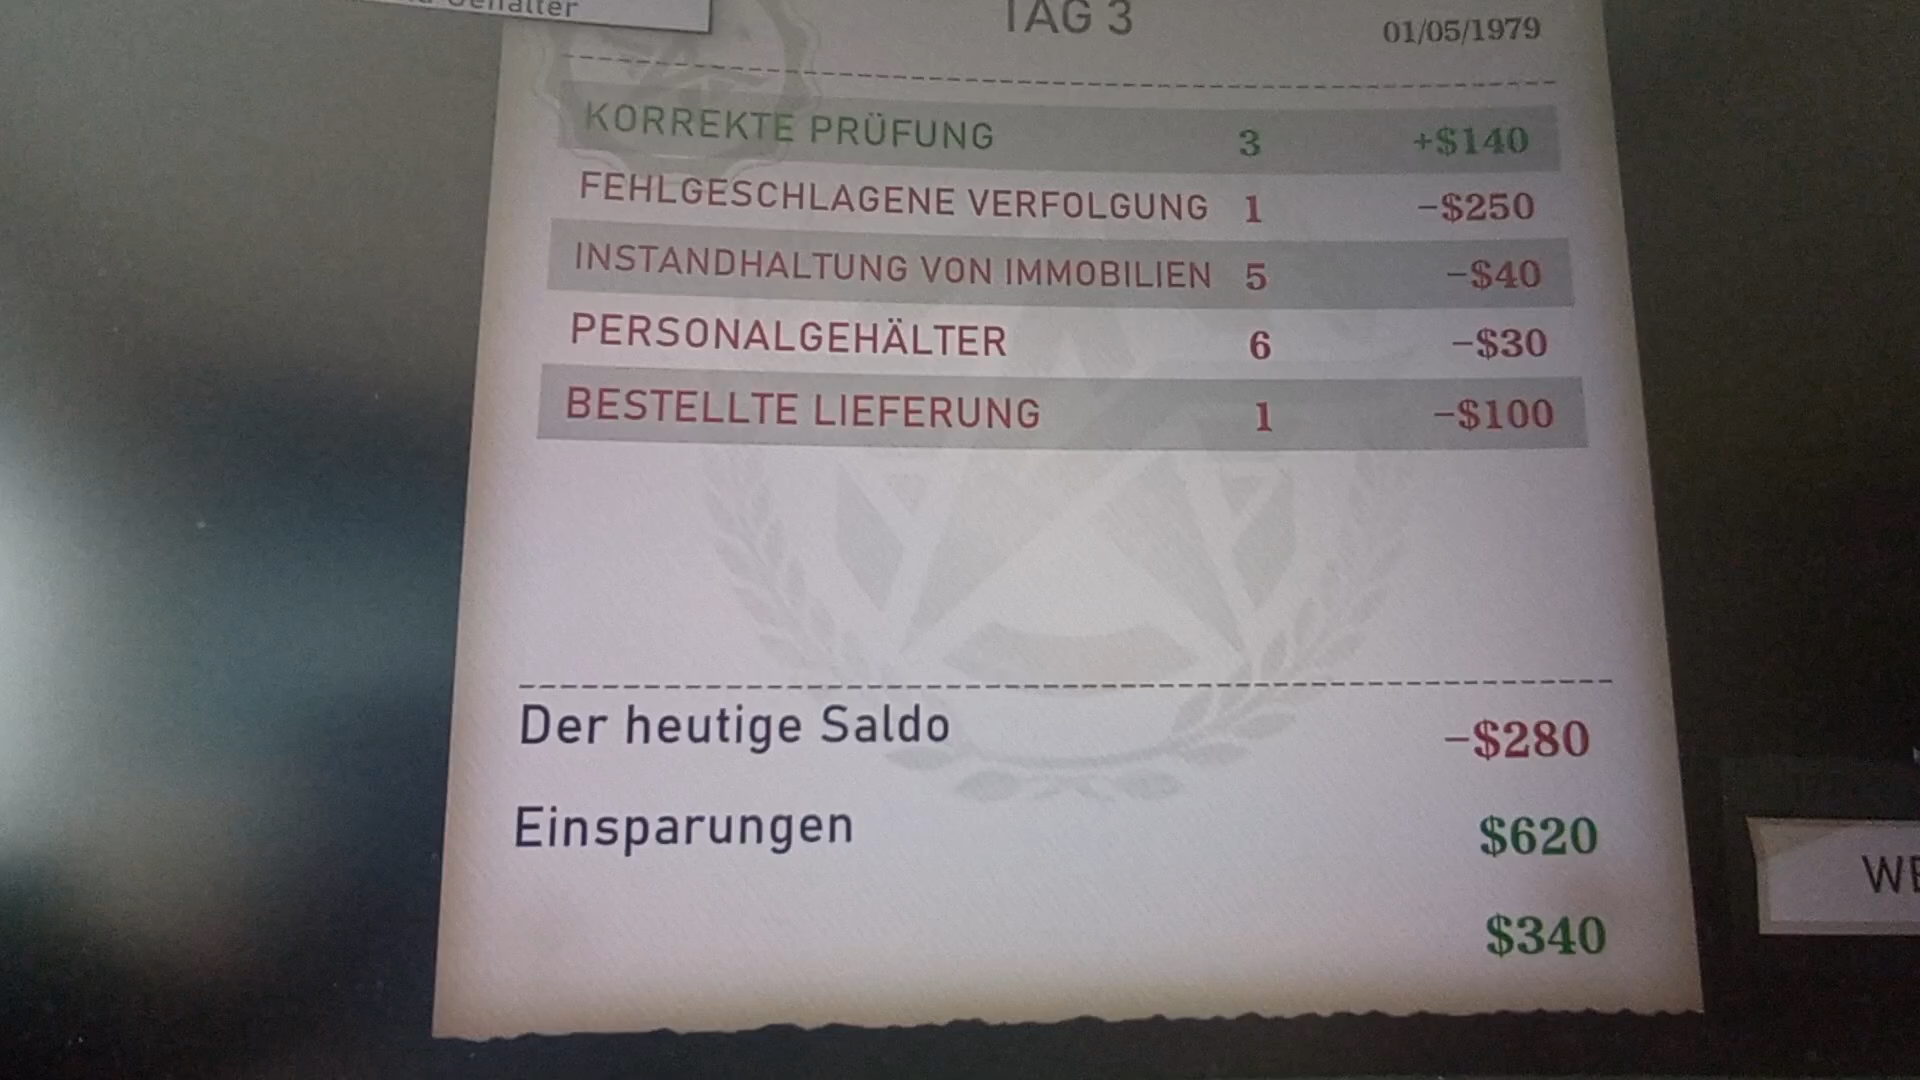 Gehälter
TAG 3
01/05/1979
KORREKTE PRÜFUNG 3 +$140
FEHLGESCHLAGENE VERFOLGUNG 1 -$250
INSTANDHALTUNG VON IMMOBILIEN 5 -$40
PERSONALGEHÄLTER 6 -$30
BESTELLTE LIEFERUNG 1 -$100
Der heutige Saldo -$280
Einsparungen $620
$340